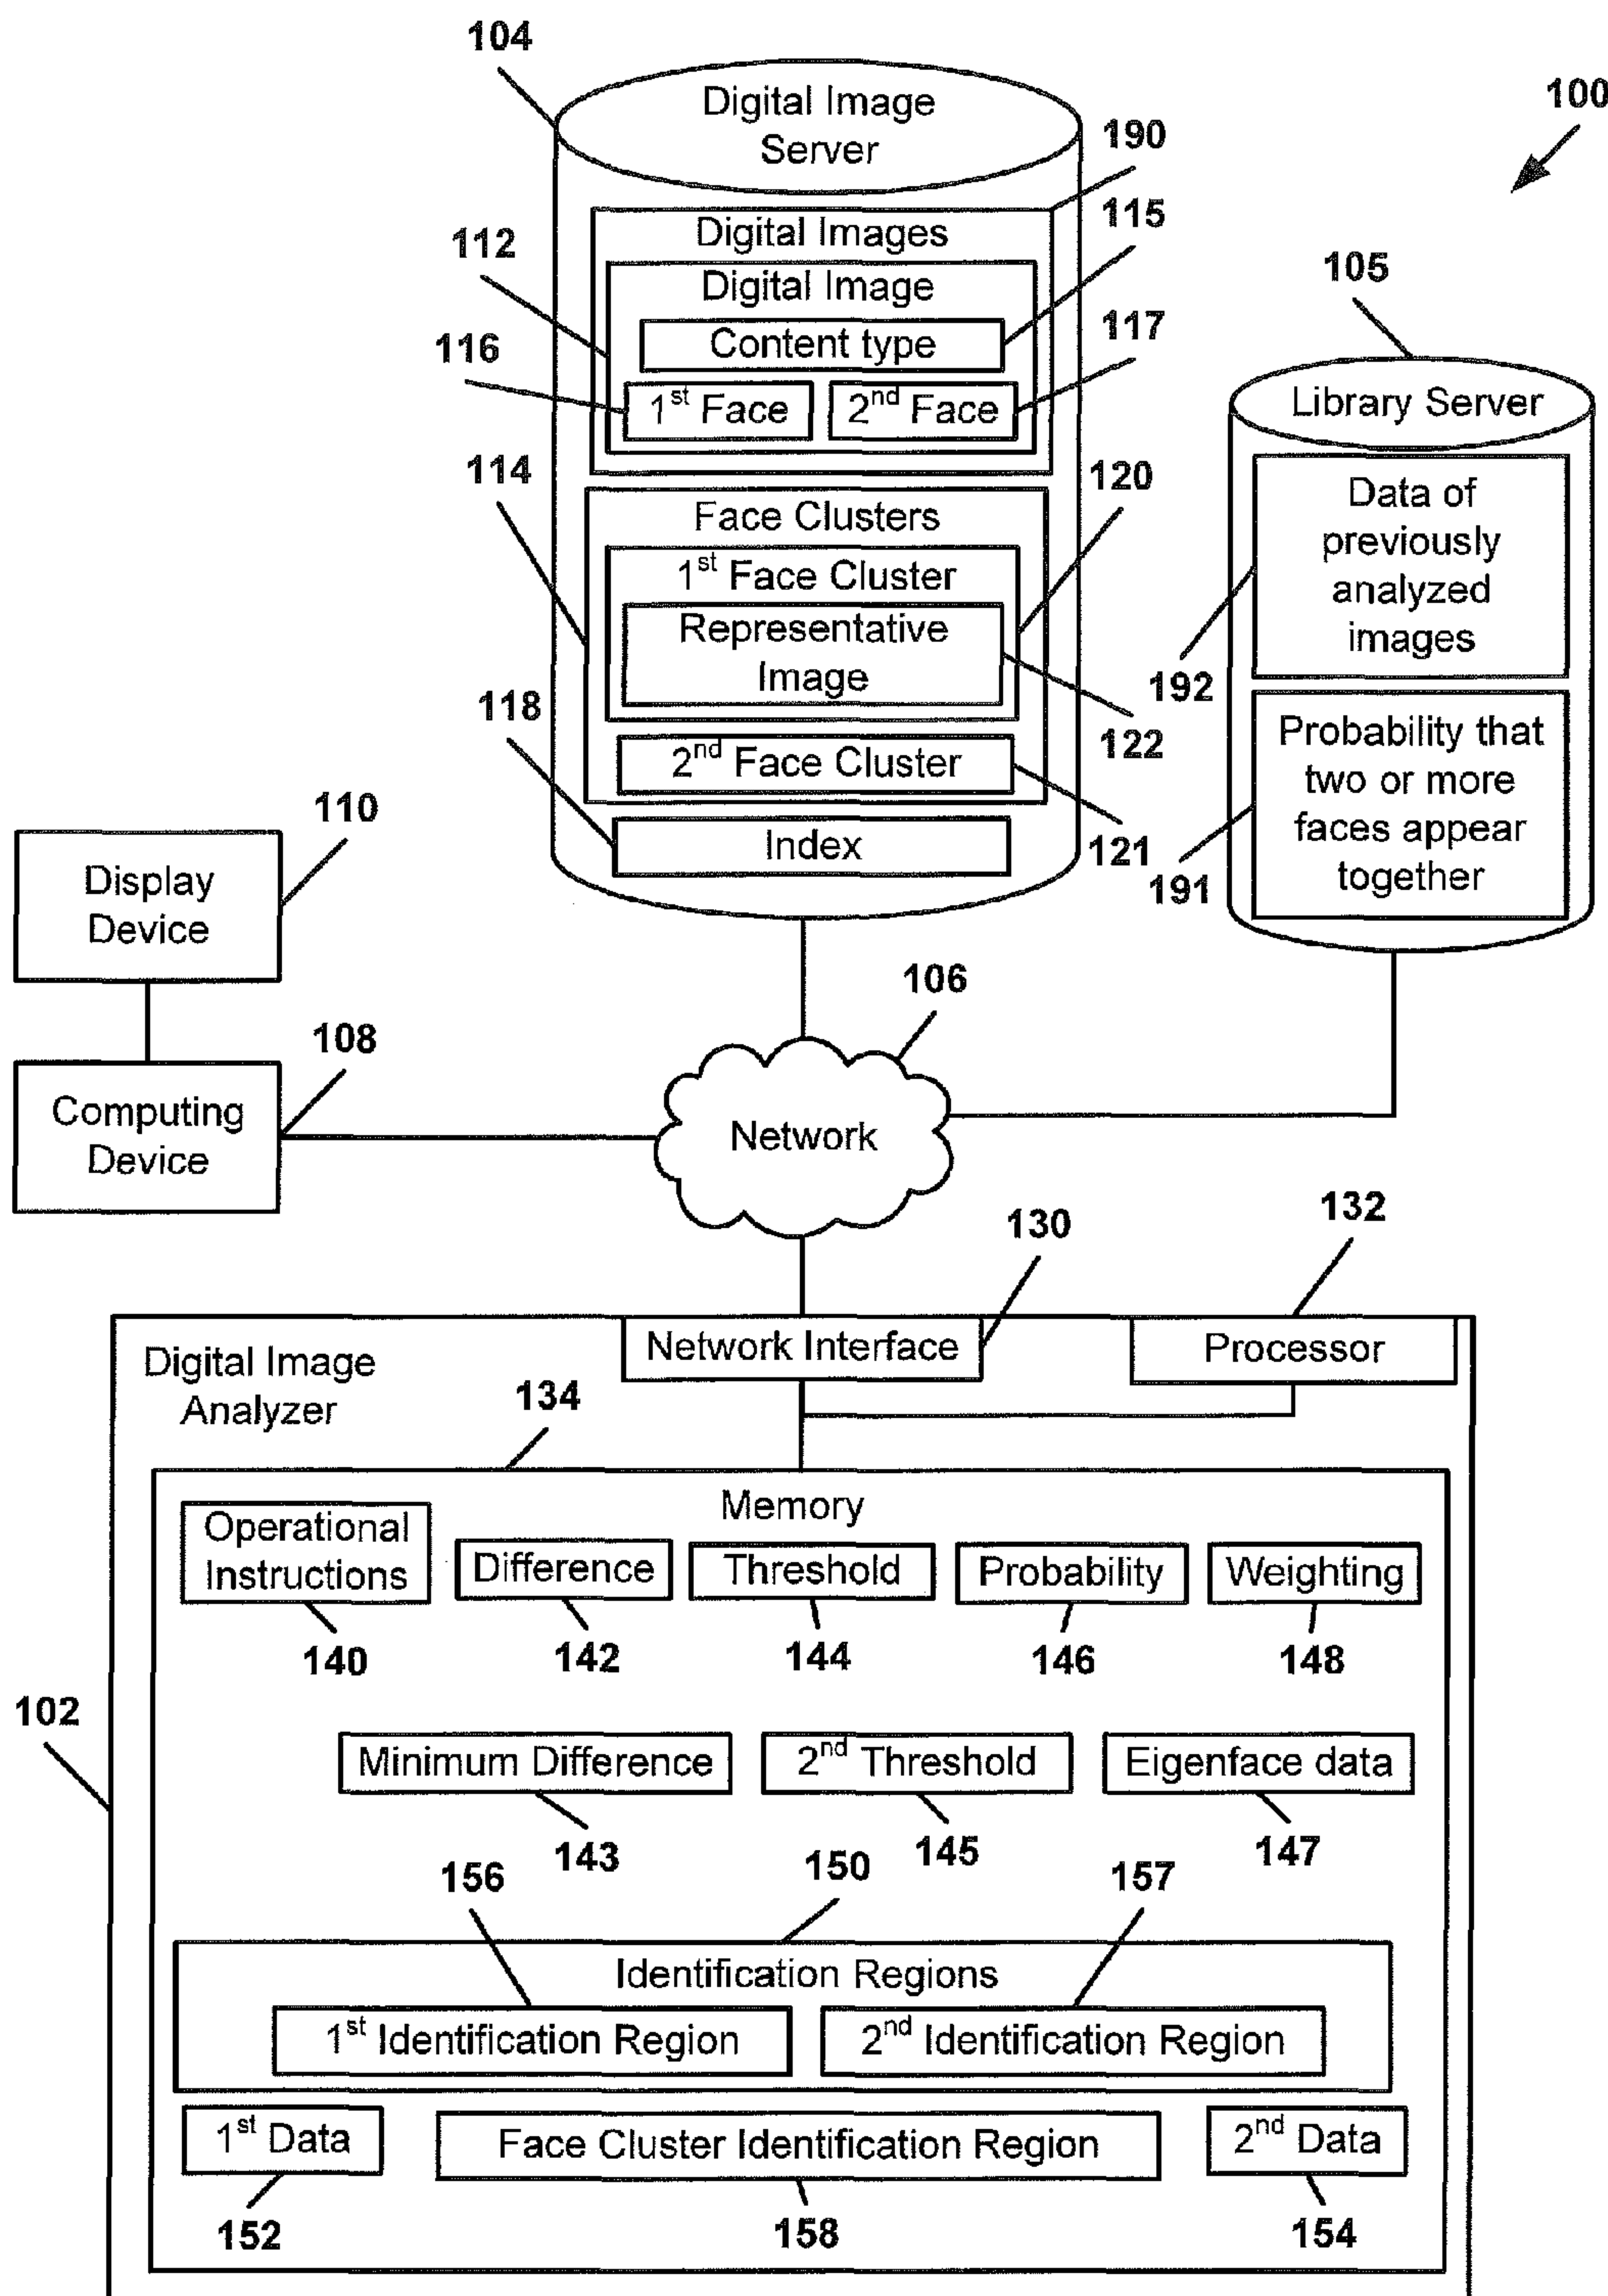 104
Digital Image
Server
100
190
Digital Images
115
112
Digital Image
105
Content type
117
116
1st Face
2nd Face
Library Server
114
Face Clusters
120
Data of
previously
analyzed
images
1st Face Cluster
Representative
Image
118
192
122
Probability that
two or more
faces appear
together
2nd Face Cluster
110
121
191
Index
Display
Device
106
108
Computing
Device
Network
130
132
Digital Image
Analyzer
Network Interface
Processor
134
Memory
Operational
Instructions
Difference
Threshold
Probability
Weighting
140
142
144
146
148
102
Minimum Difference
2nd Threshold
Eigenface data
143
145
147
156
150
157
Identification Regions
1st Identification Region
2nd Identification Region
1st Data
Face Cluster Identification Region
2nd Data
152
158
154